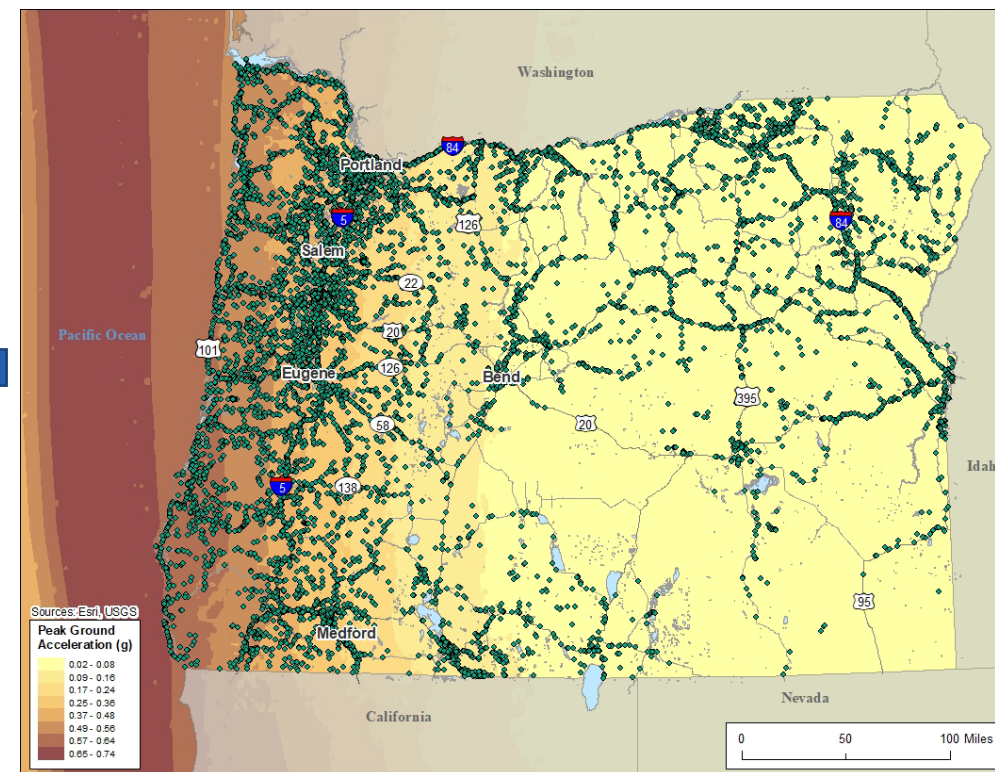 Washington
84
Portland
5
126
84
Salem
22
Pacific Ocean
20
101
126
Eugene
Bend
395
58
20
Idah
5
138
95
Sources: Esri, USGS
Peak Ground
Acceleration (g)
0.02 - 0.08
0.09 - 0.16
0.17 - 0.24
0.25 - 0.36
0.37 - 0.48
0.49 - 0.56
0.57 - 0.64
0.65 - 0.74
Medford
Nevada
California
0 50 100 Miles